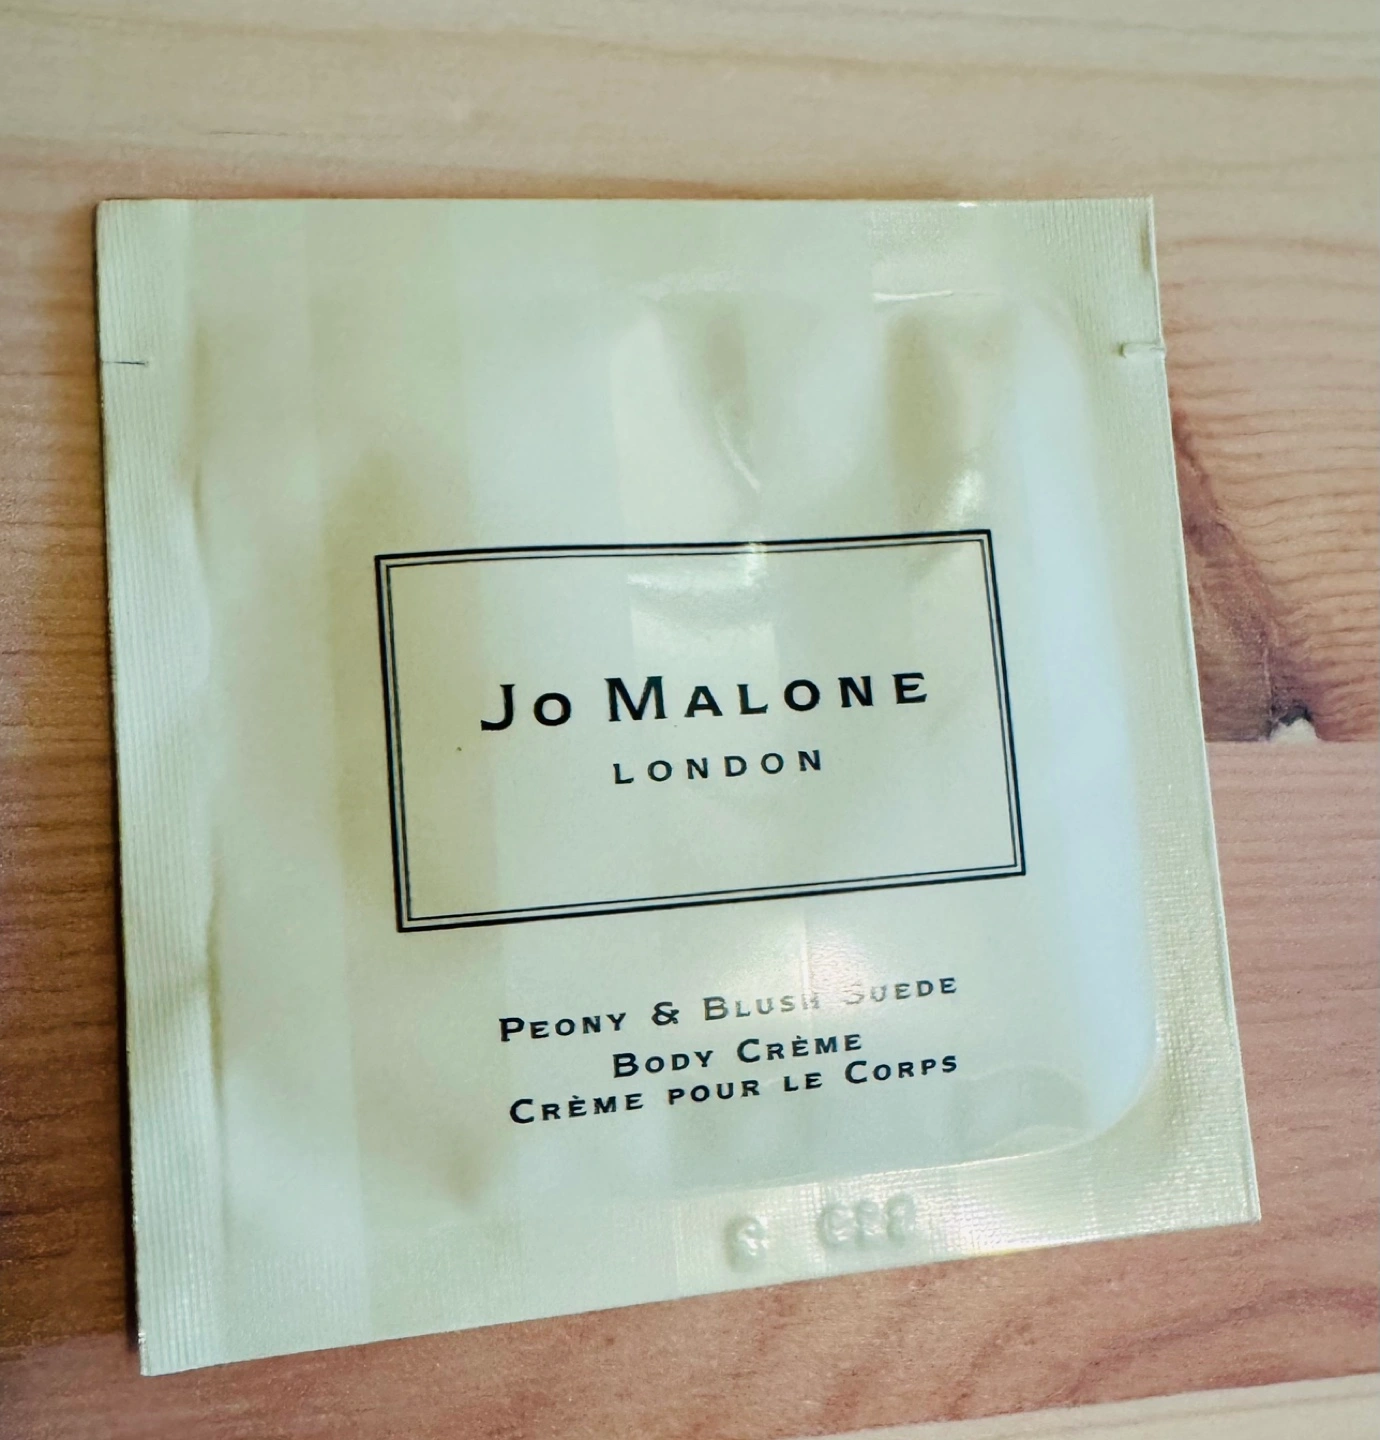 Jo Malone
LONDON
Peony & Blush Suede
Body Crème
Crème pour le Corps